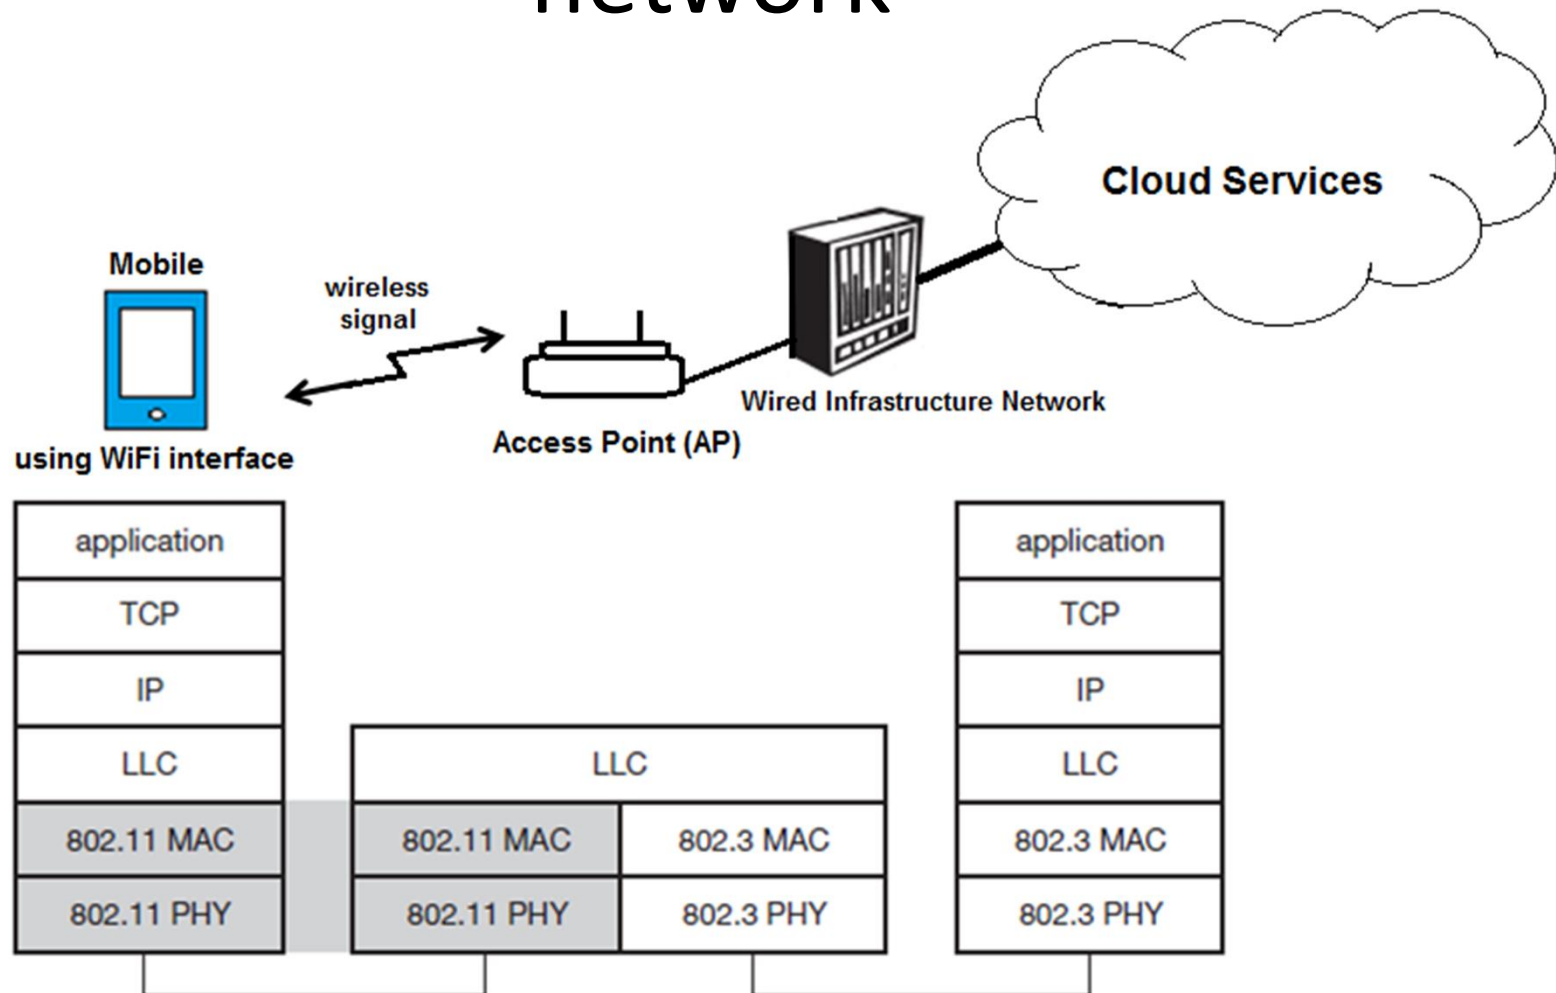 network
Cloud Services
Mobile
wireless
signal
Wired Infrastructure Network
Access Point (AP)
using WiFi interface
application
application
TCP
TCP
IP
IP
LLC
LLC
LLC
802.11 MAC
802.11 MAC
802.3 MAC
802.3 MAC
802.11 PHY
802.11 PHY
802.3 PHY
802.3 PHY